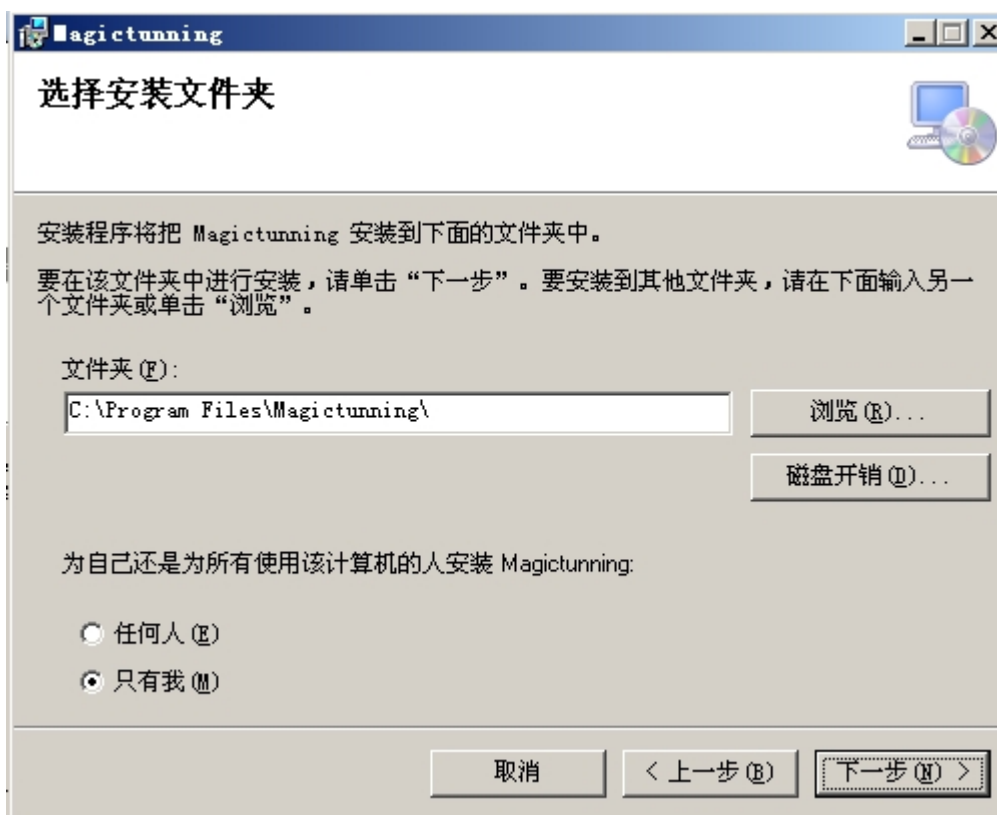 Magictunning
选择安装文件夹
安装程序将把 Magictunning 安装到下面的文件夹中。
要在该文件夹中进行安装，请单击“下一步”。要安装到其他文件夹，请在下面输入另一
个文件夹或单击“浏览”。
文件夹(F):
C:\Program Files\Magictunning\
浏览(R)...
磁盘开销(D)...
为自己还是为所有使用该计算机的人安装 Magictunning:
任何人(E)
只有我(M)
取消
< 上一步(B)
下一步(N) >